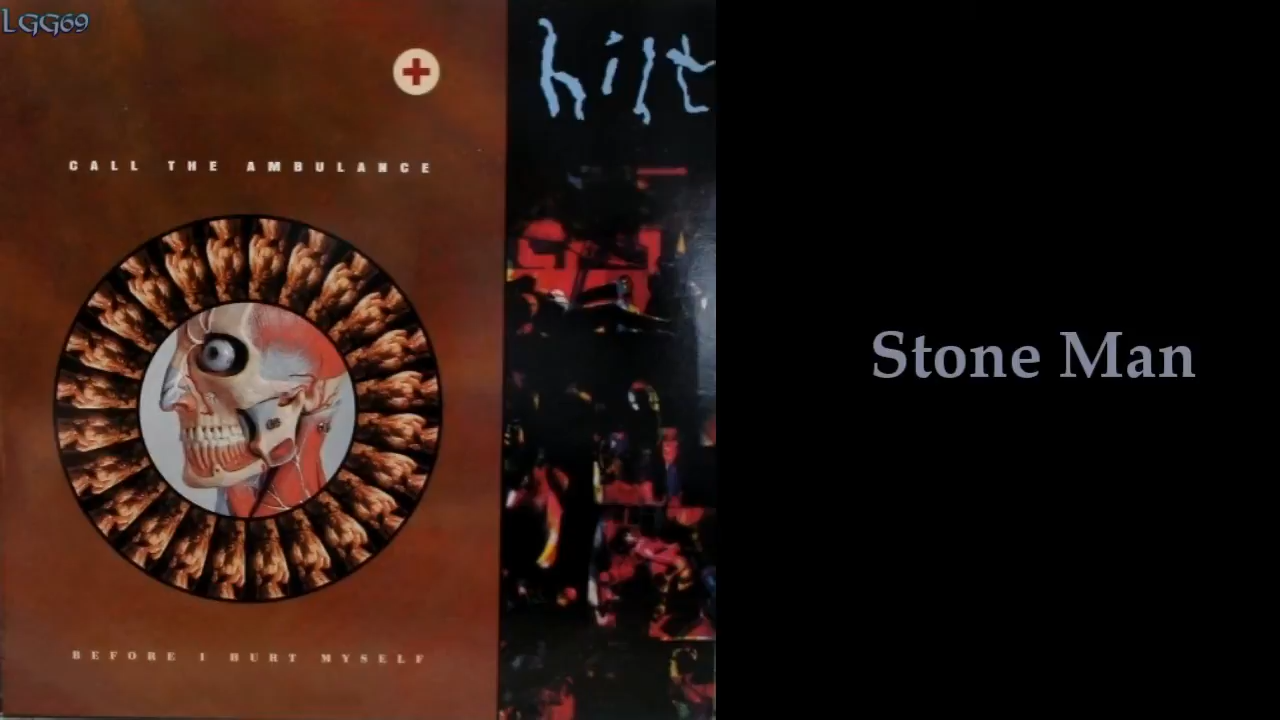 LGG69
CALL THE AMBULANCE
hilt
Stone Man
BEFORE I HURT MYSELF